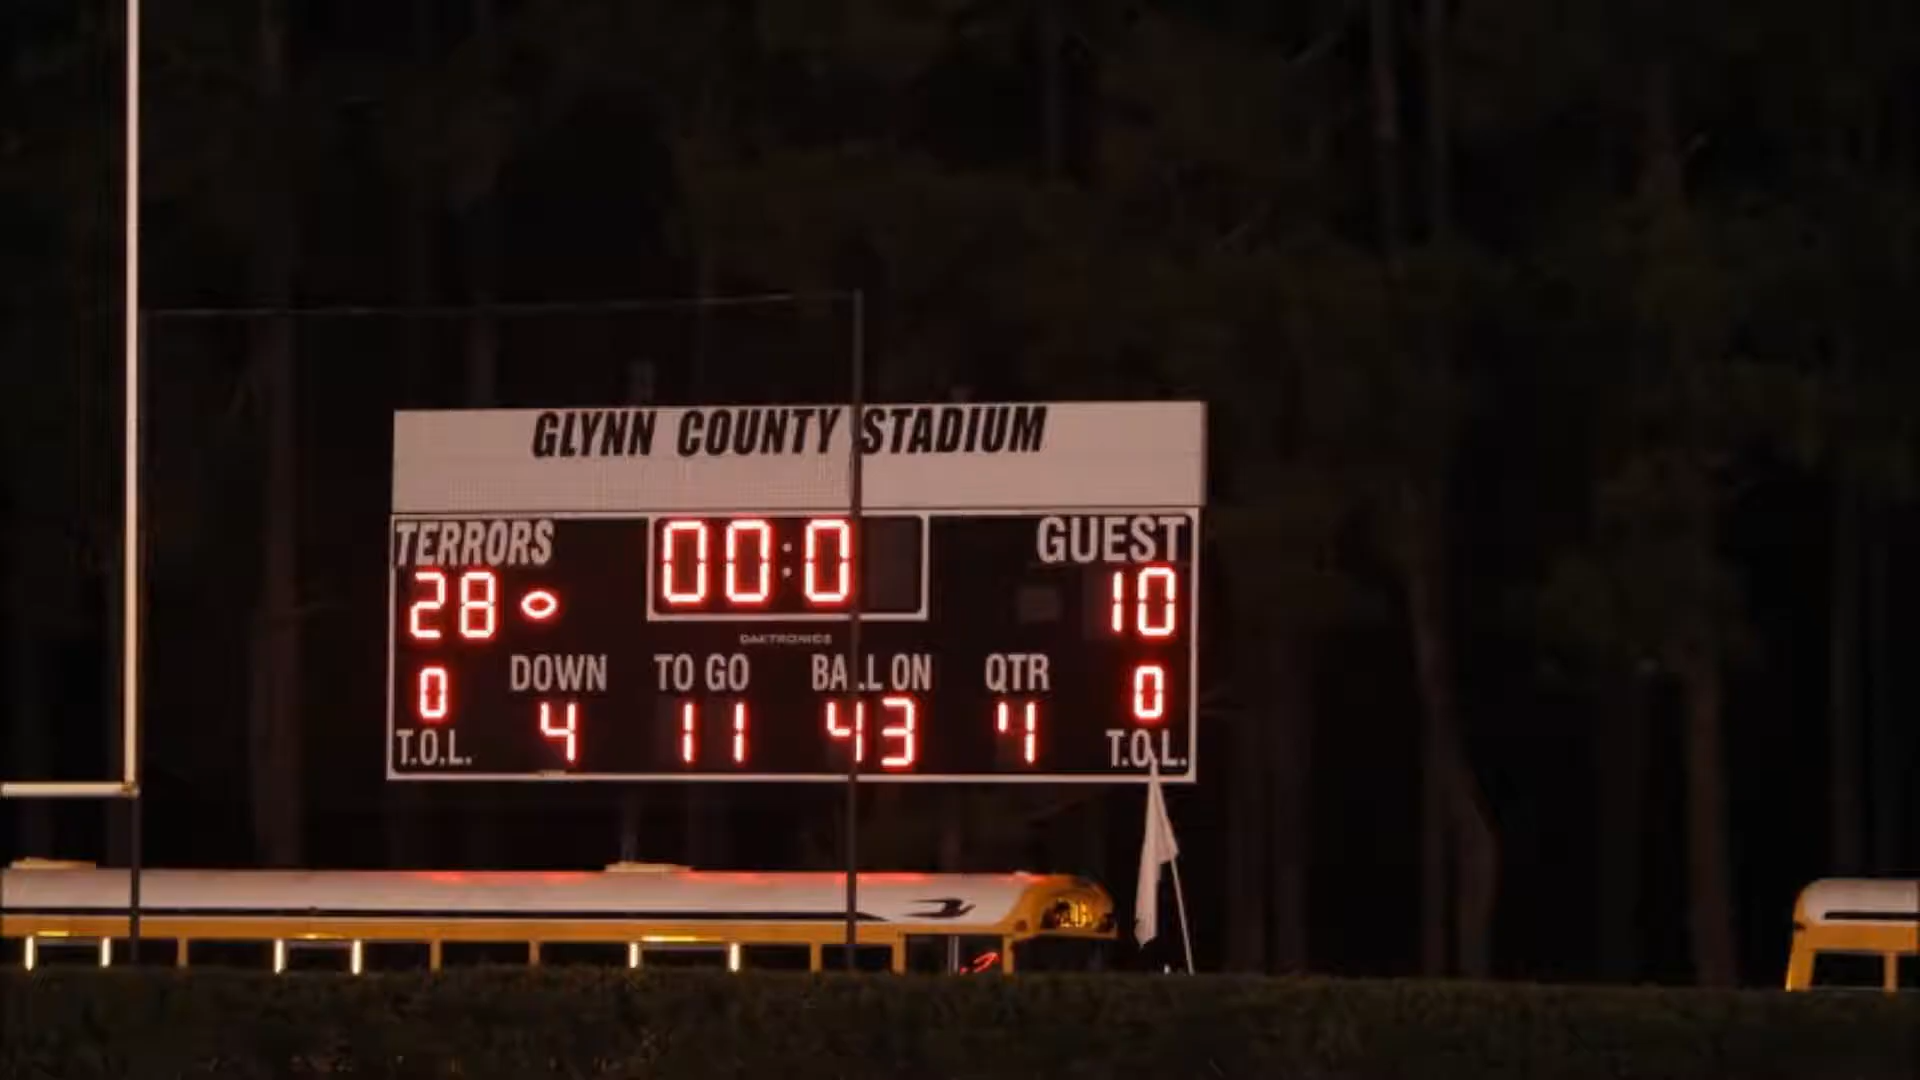 GLYNN COUNTY STADIUM
TERRORS 00:0 GUEST
28 10
DAKTRONICS
DOWN TO GO BALL ON QTR
0 4 11 43 4 0
T.O.L. T.O.L.